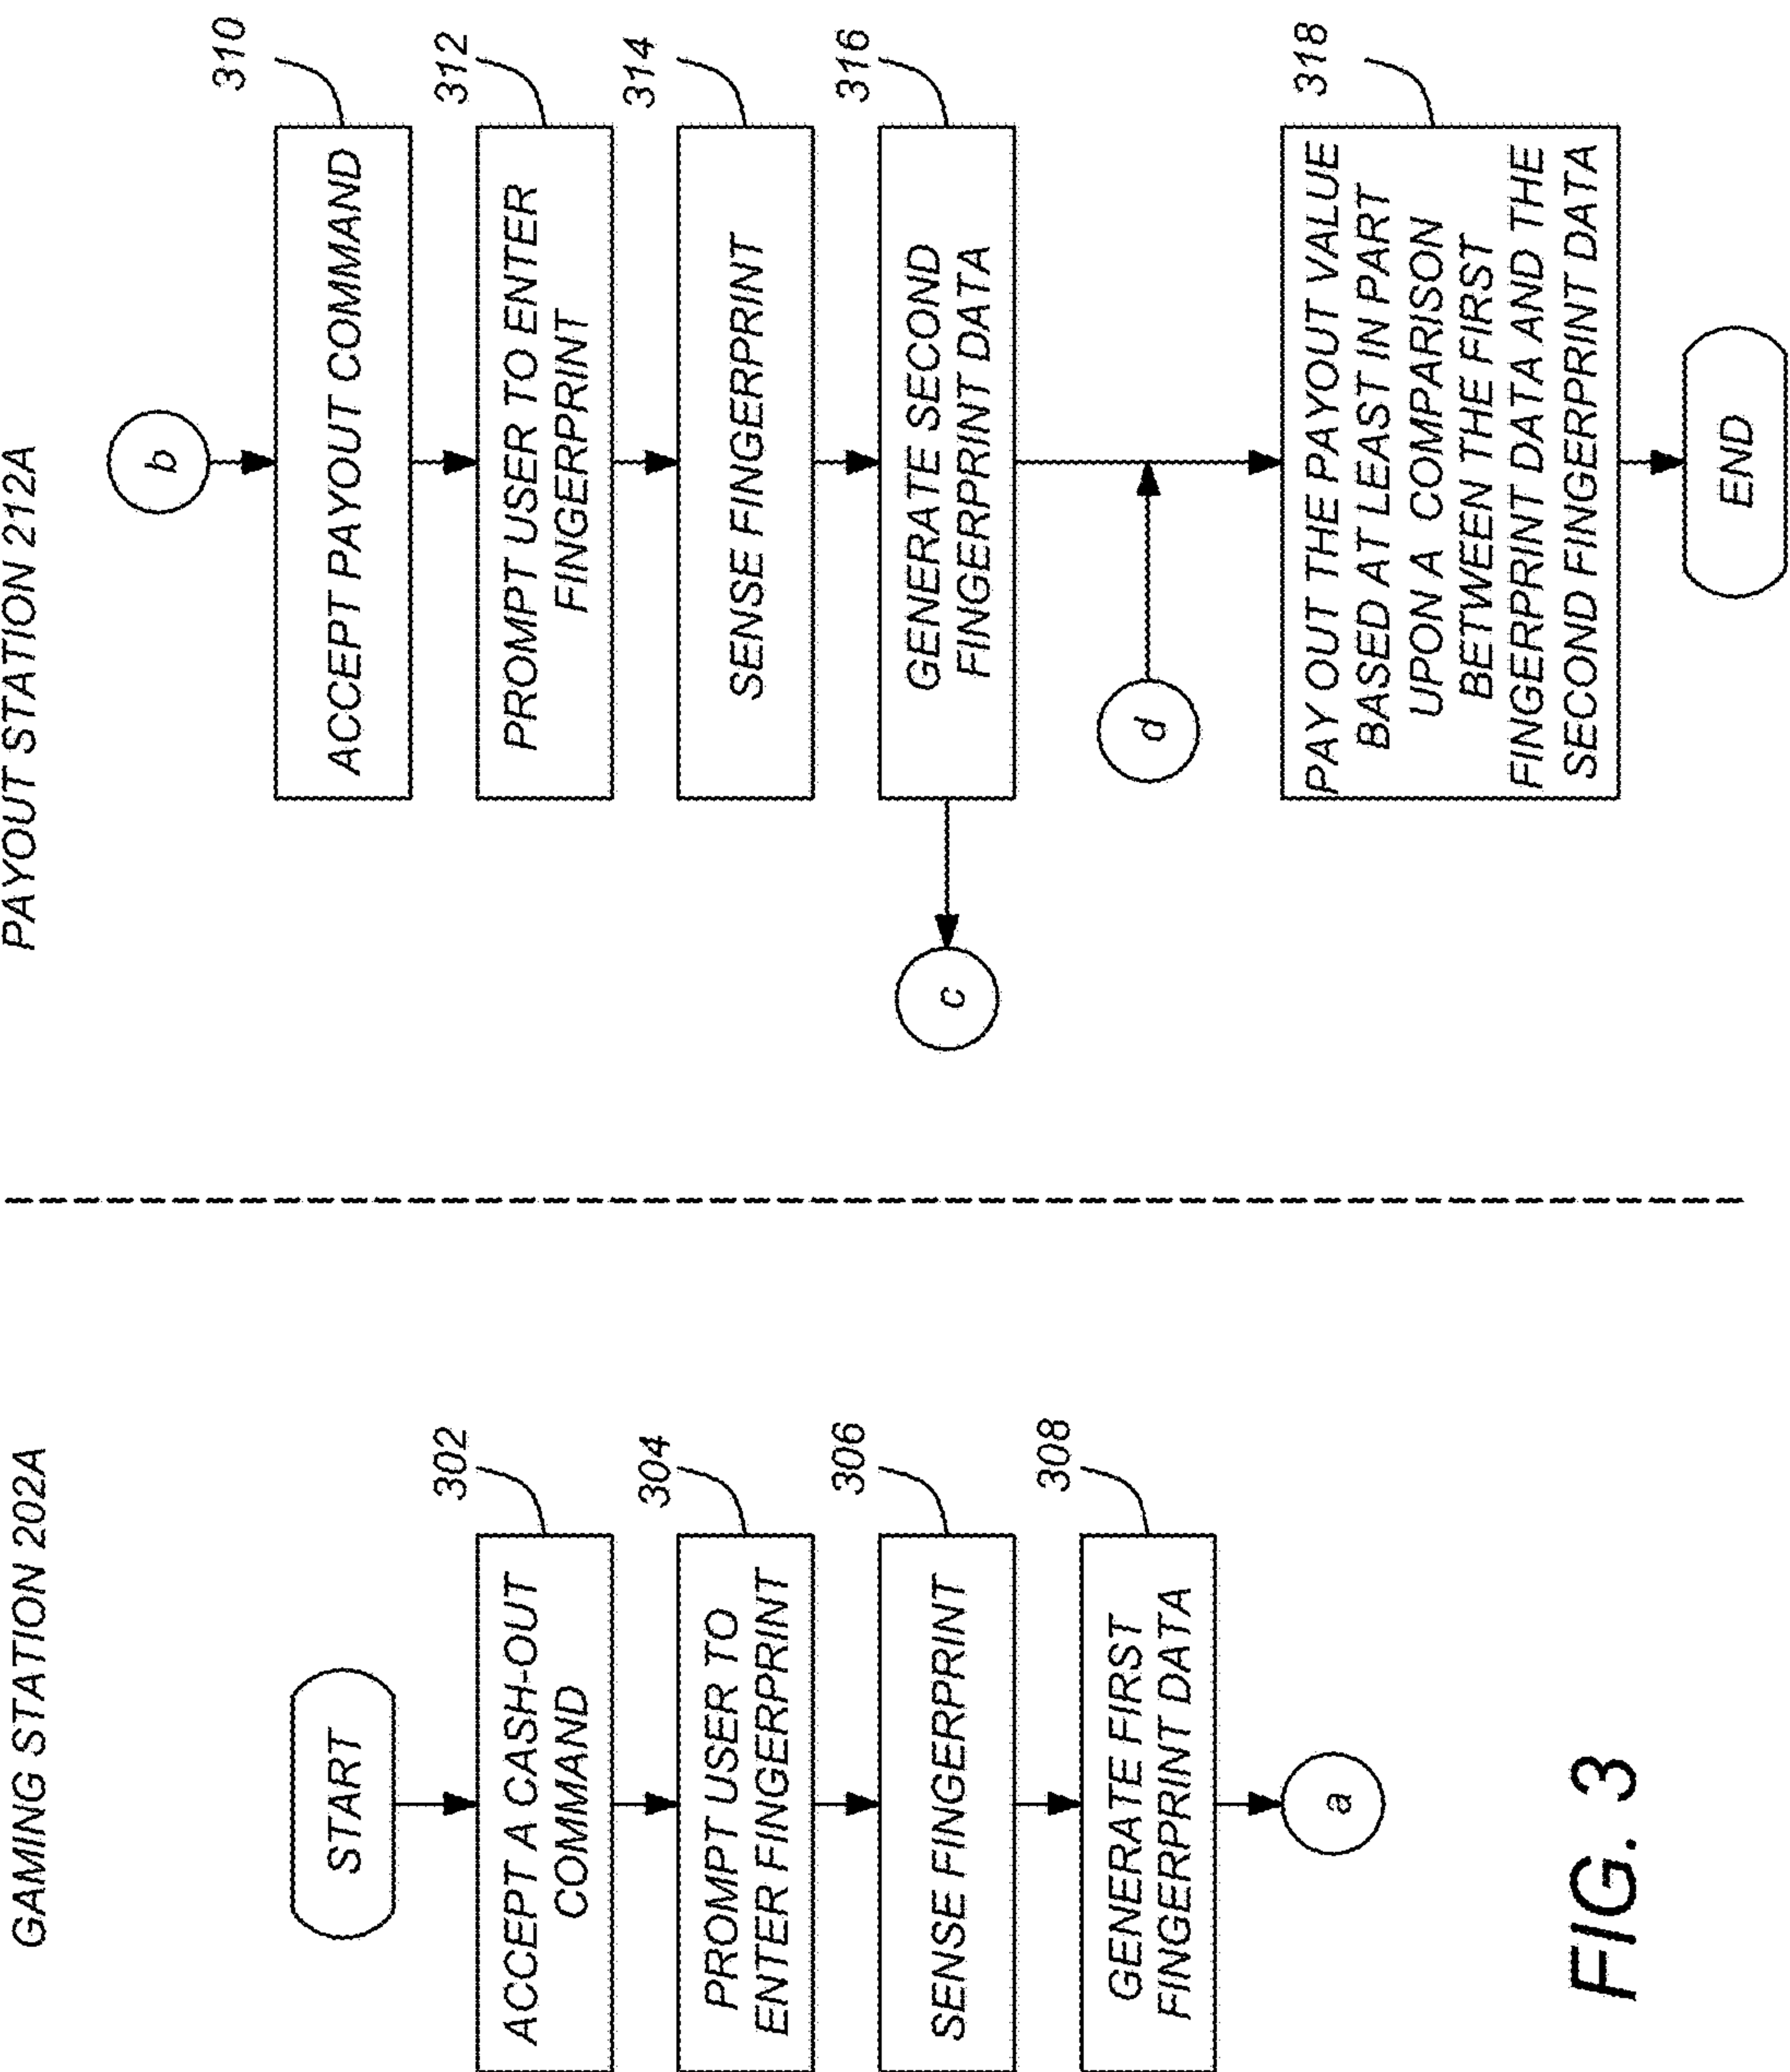 GAMING STATION 202A
START
302
ACCEPT A CASH-OUT
COMMAND
304
PROMPT USER TO
ENTER FINGERPRINT
306
SENSE FINGERPRINT
308
GENERATE FIRST
FINGERPRINT DATA
a
PAYOUT STATION 212A
b
310
ACCEPT PAYOUT COMMAND
312
PROMPT USER TO ENTER
FINGERPRINT
314
SENSE FINGERPRINT
316
GENERATE SECOND
FINGERPRINT DATA
c
d
318
PAY OUT THE PAYOUT VALUE
BASED AT LEAST IN PART
UPON A COMPARISON
BETWEEN THE FIRST
FINGERPRINT DATA AND THE
SECOND FINGERPRINT DATA
END
FIG. 3